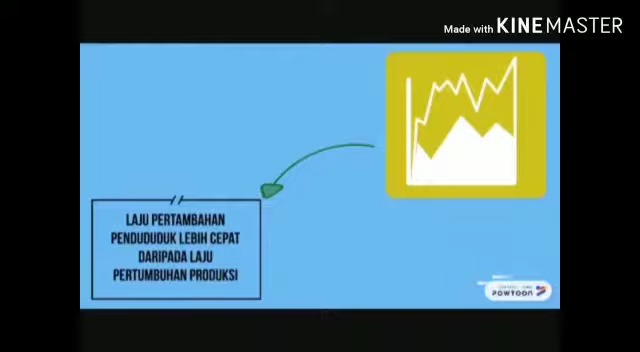 Made with KINEMASTER
LAJU PERTAMBAHAN
PENDUDUDUK LEBIH CEPAT
DARIPADA LAJU
PERTUMBUHAN PRODUKSI
POWTOON